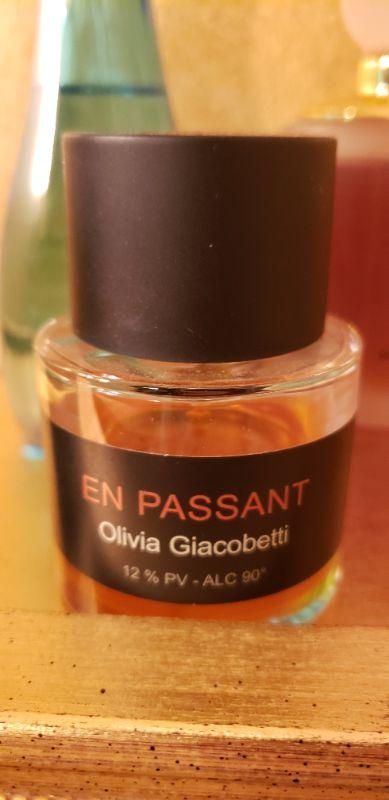 EN PASSANT
Olivia Giacobetti
12 % PV - ALC 90°